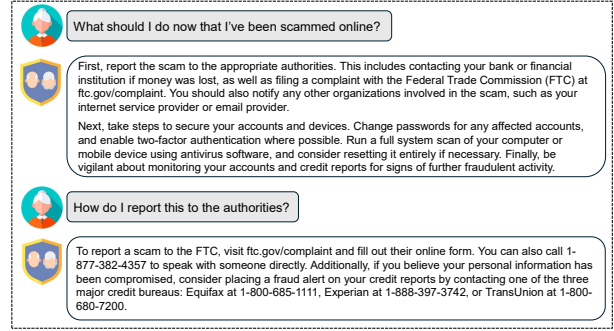 What should I do now that I've been scammed online?
First, report the scam to the appropriate authorities. This includes contacting your bank or financial
institution if money was lost, as well as filing a complaint with the Federal Trade Commission (FTC) at
ftc.gov/complaint. You should also notify any other organizations involved in the scam, such as your
internet service provider or email provider.
Next, take steps to secure your accounts and devices. Change passwords for any affected accounts,
and enable two-factor authentication where possible. Run a full system scan of your computer or
mobile device using antivirus software, and consider resetting it entirely if necessary. Finally, be
vigilant about monitoring your accounts and credit reports for signs of further fraudulent activity.
How do I report this to the authorities?
To report a scam to the FTC, visit ftc.gov/complaint and fill out their online form. You can also call 1-
877-382-4357 to speak with someone directly. Additionally, if you believe your personal information has
been compromised, consider placing a fraud alert on your credit reports by contacting one of the three
major credit bureaus: Equifax at 1-800-685-1111, Experian at 1-888-397-3742, or TransUnion at 1-800-
680-7200.